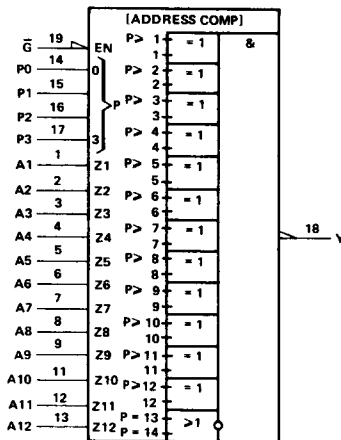 [ADDRESS COMP]
G̅ 19 EN
P0 14 0
P1 15
P2 16 P
P3 17 3
A1 1 Z1
A2 2 Z2
A3 3 Z3
A4 4 Z4
A5 5 Z5
A6 6 Z6
A7 7 Z7
A8 8 Z8
A9 9 Z9
A10 11 Z10
A11 12 Z11
A12 13 Z12
P⩾ 1
1
= 1
&
P⩾ 2
2
= 1
P⩾ 3
3
= 1
P⩾ 4
4
= 1
P⩾ 5
5
= 1
P⩾ 6
6
= 1
P⩾ 7
7
= 1
P⩾ 8
8
= 1
P⩾ 9
9
= 1
P⩾ 10
10
= 1
P⩾ 11
11
= 1
P⩾ 12
12
= 1
P = 13
P = 14
⩾1
18 Y